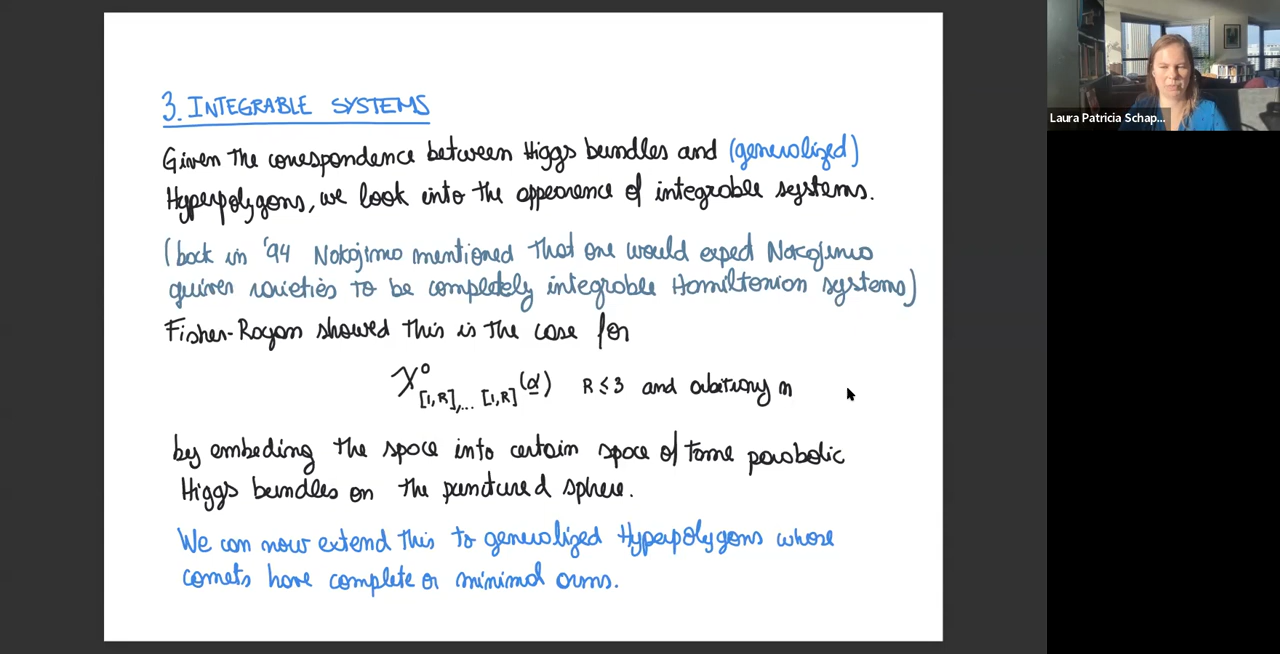 3. INTEGRABLE SYSTEMS
Given the correspondence between Higgs bundles and (generalized)
Hyperpolygons, we look into the appearence of integrable systems.
(back in '94 Nakajima mentioned that one would expect Nakajima
quiver varieties to be completely integrable Hamiltonian systems)
Fisher-Rayan showed this is the case for
X⁰[1,R],...[1,R](α) R ≤ 3 and arbitrary n
by embeding the space into certain space of tame parabolic
Higgs bundles on the punctured sphere.
We can now extend this to generalized Hyperpolygons whose
comets have complete or minimal arms.
Laura Patricia Schap...